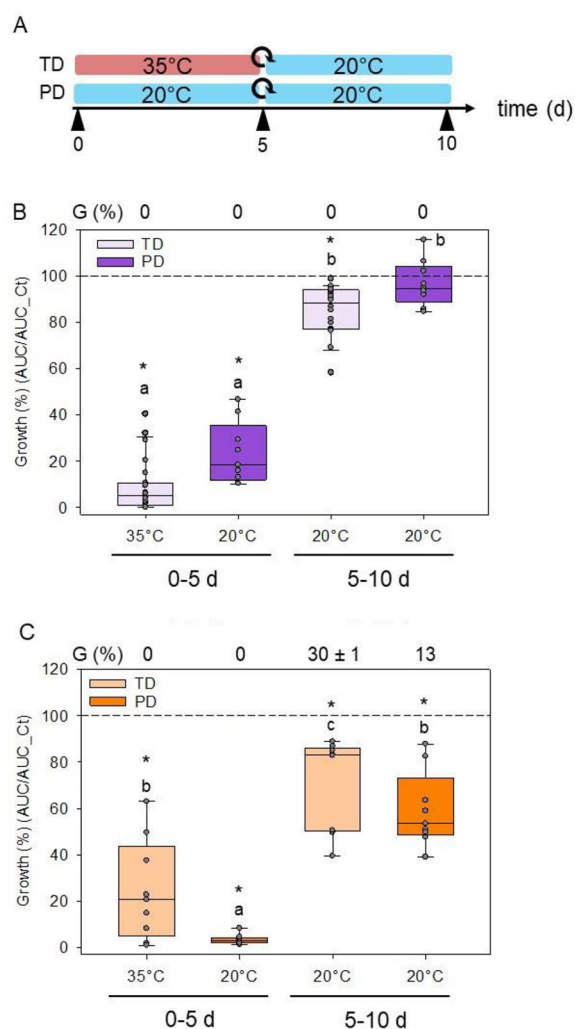 A
TD 35°C 20°C
PD 20°C 20°C
time (d)
0 5 10
B G (%) 0 0 0 0
120
TD
PD
100
80
60
40
20
0
Growth (%) (AUC/AUC_Ct)
* a
* a
* b
b
35°C 20°C 20°C 20°C
0-5 d 5-10 d
C
G (%) 0 0 30 ± 1 13
120
TD
PD
100
80
60
40
20
0
Growth (%) (AUC/AUC_Ct)
* b
* a
* c
* b
35°C 20°C 20°C 20°C
0-5 d 5-10 d